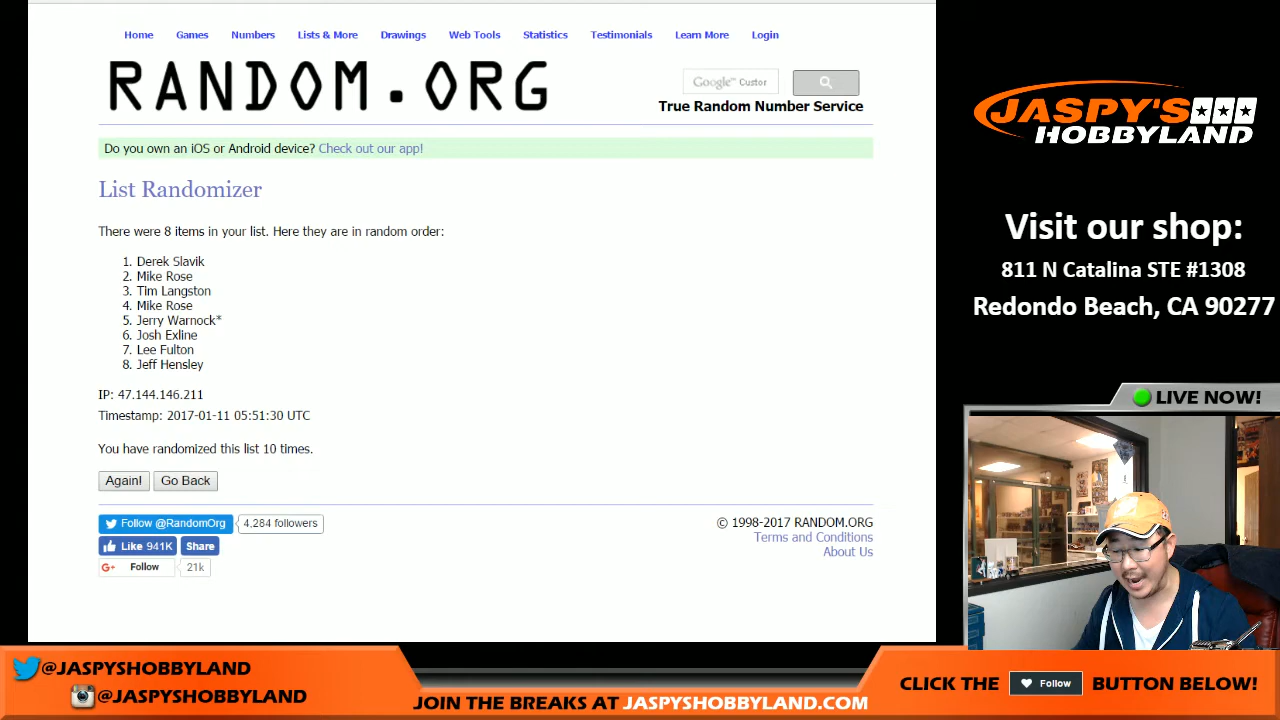 Home Games Numbers Lists & More Drawings Web Tools Statistics Testimonials Learn More Login
RANDOM.ORG
Google™ Custor
True Random Number Service
Do you own an iOS or Android device? Check out our app!
List Randomizer
There were 8 items in your list. Here they are in random order:
1. Derek Slavik
2. Mike Rose
3. Tim Langston
4. Mike Rose
5. Jerry Warnock*
6. Josh Exline
7. Lee Fulton
8. Jeff Hensley
IP: 47.144.146.211
Timestamp: 2017-01-11 05:51:30 UTC
You have randomized this list 10 times.
Again! Go Back
Follow @RandomOrg 4,284 followers
Like 941K Share
G+ Follow 21k
© 1998-2017 RANDOM.ORG
Terms and Conditions
About Us
JASPY'S
HOBBYLAND
Visit our shop:
811 N Catalina STE #1308
Redondo Beach, CA 90277
LIVE NOW!
@JASPYSHOBBYLAND
@JASPYSHOBBYLAND
JOIN THE BREAKS AT JASPYSHOBBYLAND.COM
CLICK THE Follow BUTTON BELOW!